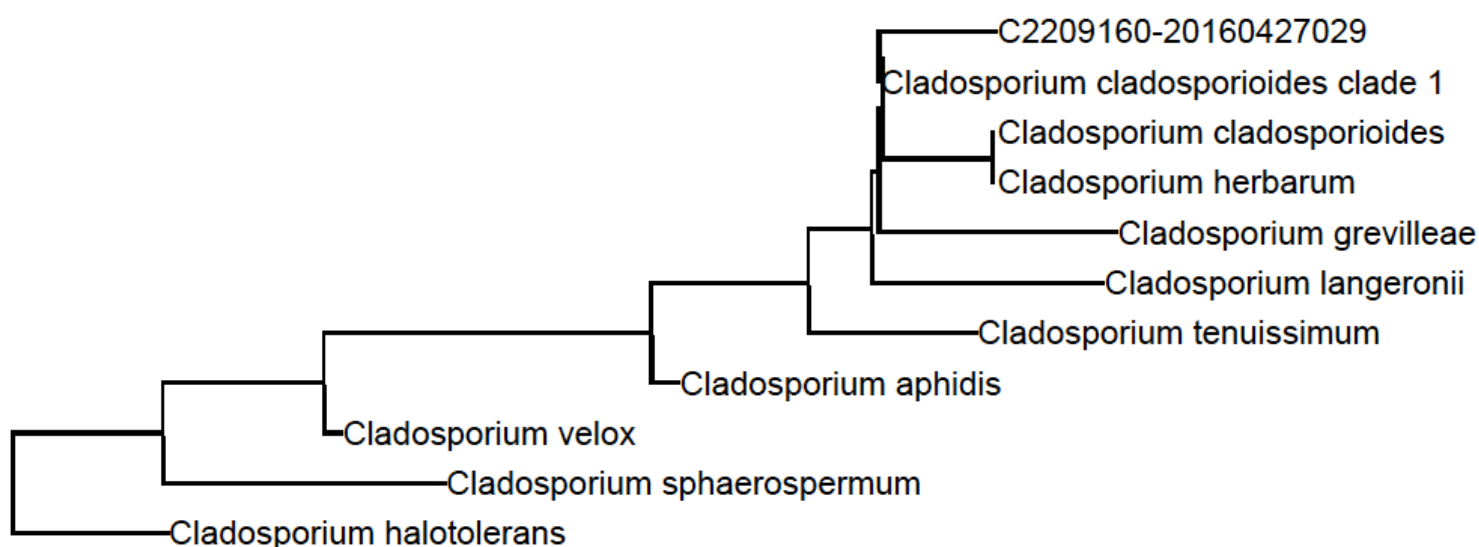 C2209160-20160427029
Cladosporium cladosporioides clade 1
Cladosporium cladosporioides
Cladosporium herbarum
Cladosporium grevilleae
Cladosporium langeronii
Cladosporium tenuissimum
Cladosporium aphidis
Cladosporium velox
Cladosporium sphaerospermum
Cladosporium halotolerans